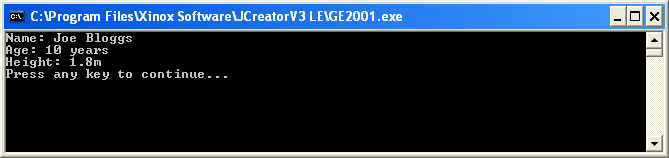 C:\Program Files\Xinox Software\JCreatorV3 LE\GE2001.exe
Name: Joe Bloggs
Age: 10 years
Height: 1.8m
Press any key to continue...